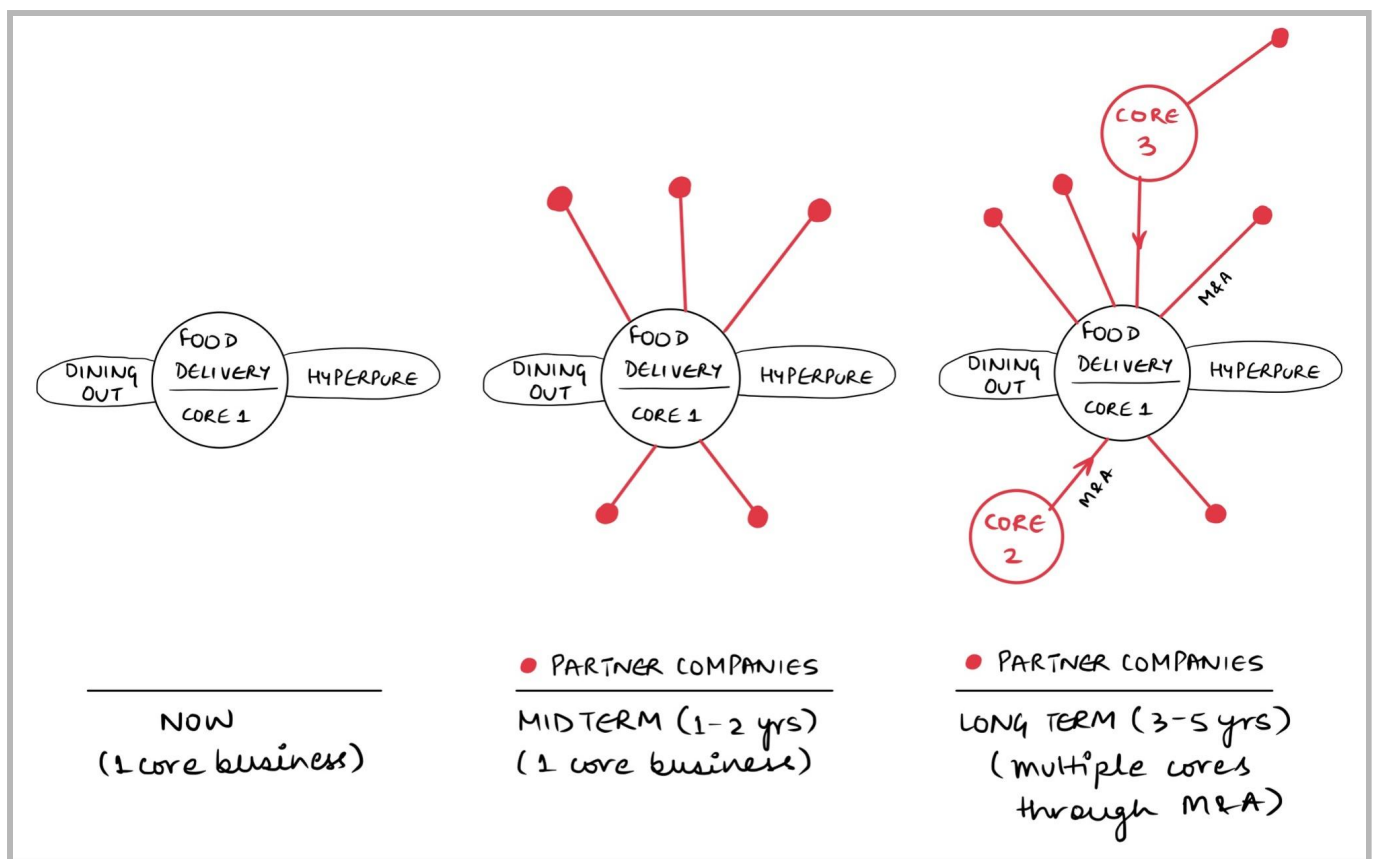 DINING
OUT
FOOD
DELIVERY
CORE 1
HYPERPURE
NOW
(1 core business)
DINING
OUT
FOOD
DELIVERY
CORE 1
HYPERPURE
PARTNER COMPANIES
MIDTERM (1-2 yrs)
(1 core business)
CORE
3
M&A
DINING
OUT
FOOD
DELIVERY
CORE 1
HYPERPURE
M&A
CORE
2
PARTNER COMPANIES
LONG TERM (3-5 yrs)
(multiple cores
through M&A)